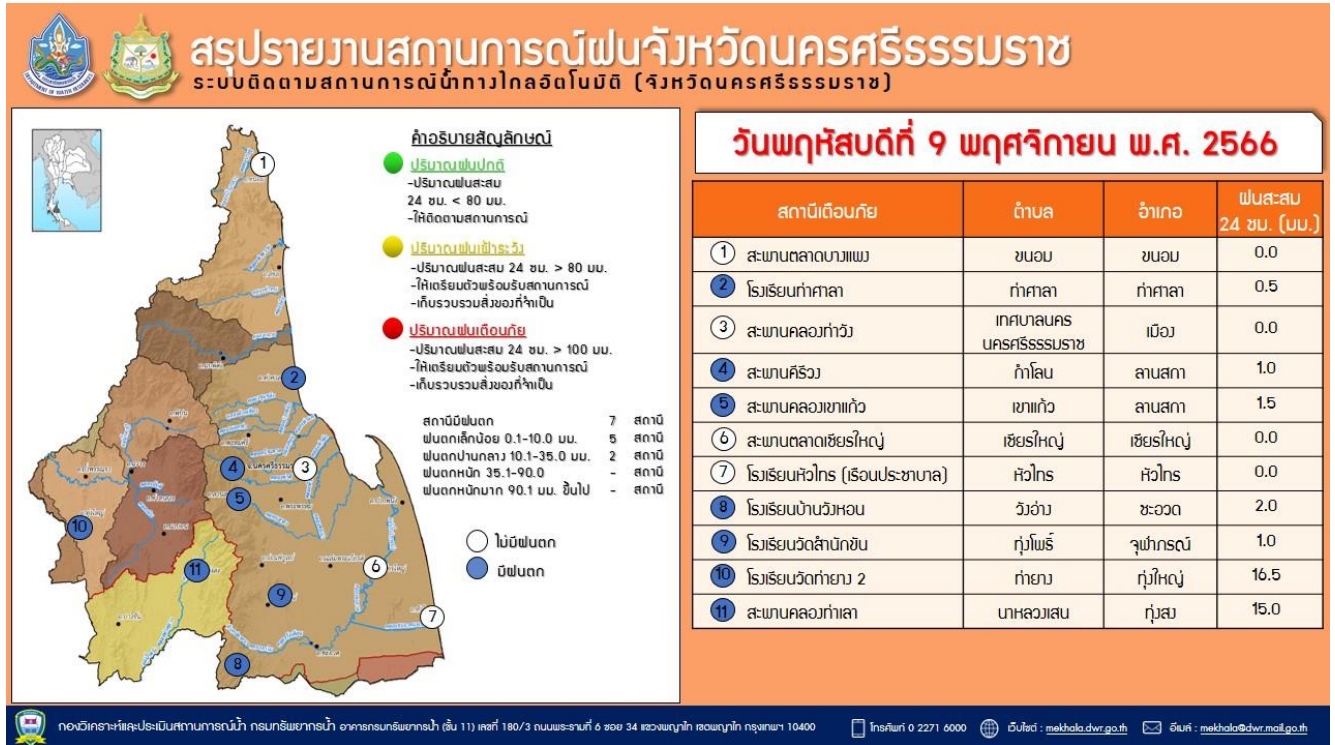 สรุปรายงานสถานการณ์ฝนจังหวัดนครศรีธรรมราช
ระบบติดตามสถานการณ์น้ำทางไกลอัตโนมัติ (จังหวัดนครศรีธรรมราช)
คำอธิบายสัญลักษณ์
ปริมาณฝนปกติ
-ปริมาณฝนสะสม
24 ชม. < 80 มม.
-ให้ติดตามสถานการณ์
ปริมาณฝนเฝ้าระวัง
-ปริมาณฝนสะสม 24 ชม. > 80 มม.
-ให้เตรียมตัวพร้อมรับสถานการณ์
-เก็บรวบรวมสิ่งของที่จำเป็น
ปริมาณฝนเตือนภัย
-ปริมาณฝนสะสม 24 ชม. > 100 มม.
-ให้เตรียมตัวพร้อมรับสถานการณ์
-เก็บรวบรวมสิ่งของที่จำเป็น
สถานีมีฝนตก 7 สถานี
ฝนตกเล็กน้อย 0.1-10.0 มม. 5 สถานี
ฝนตกปานกลาง 10.1-35.0 มม. 2 สถานี
ฝนตกหนัก 35.1-90.0 - สถานี
ฝนตกหนักมาก 90.1 มม. ขึ้นไป - สถานี
ไม่มีฝนตก
มีฝนตก
1
2
3
4
5
6
7
8
9
10
11
วันพฤหัสบดีที่ 9 พฤศจิกายน พ.ศ. 2566
สถานีเตือนภัย ตำบล อำเภอ ฝนสะสม 24 ชม. (มม.)
1 สะพานตลาดบางแพง ขนอม ขนอม 0.0
2 โรงเรียนท่าศาลา ท่าศาลา ท่าศาลา 0.5
3 สะพานคลองท่าวัง เทศบาลนครนครศรีธรรมราช เมือง 0.0
4 สะพานคีรีวง กำโลน ลานสกา 1.0
5 สะพานคลองเขาแก้ว เขาแก้ว ลานสกา 1.5
6 สะพานตลาดเชียรใหญ่ เชียรใหญ่ เชียรใหญ่ 0.0
7 โรงเรียนหัวไทร (เรือนประชาบาล) หัวไทร หัวไทร 0.0
8 โรงเรียนบ้านวังหอน วังอ่าง ชะอวด 2.0
9 โรงเรียนวัดสำนักขัน ทุ่งโพธิ์ จุฬาภรณ์ 1.0
10 โรงเรียนวัดท่ายาง 2 ท่ายาง ทุ่งใหญ่ 16.5
11 สะพานคลองท่าเลา นาหลวงเสน ทุ่งสง 15.0
กองวิเคราะห์และประเมินสถานการณ์น้ำ กรมทรัพยากรน้ำ อาคารกรมทรัพยากรน้ำ (ชั้น 11) เลขที่ 180/3 ถนนพระรามที่ 6 ซอย 34 แขวงพญาไท เขตพญาไท กรุงเทพฯ 10400 โทรศัพท์ 0 2271 6000 เว็บไซต์ : mekhala.dwr.go.th อีเมล์ : mekhala@dwr.mail.go.th